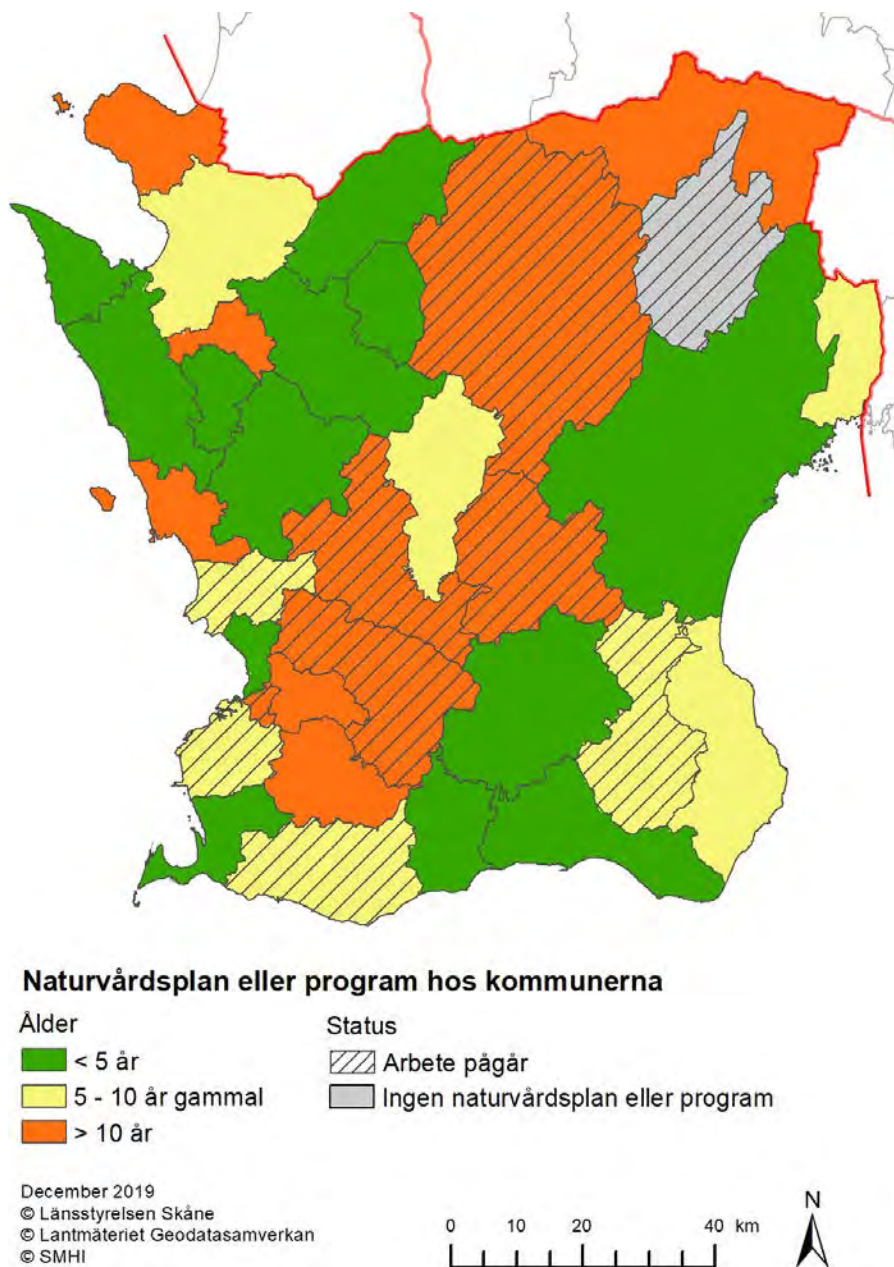 Naturvårdsplan eller program hos kommunerna
Ålder
< 5 år
5 - 10 år gammal
> 10 år
Status
Arbete pågår
Ingen naturvårdsplan eller program
December 2019
© Länsstyrelsen Skåne
© Lantmäteriet Geodatasamverkan
© SMHI
0 10 20 40 km
N